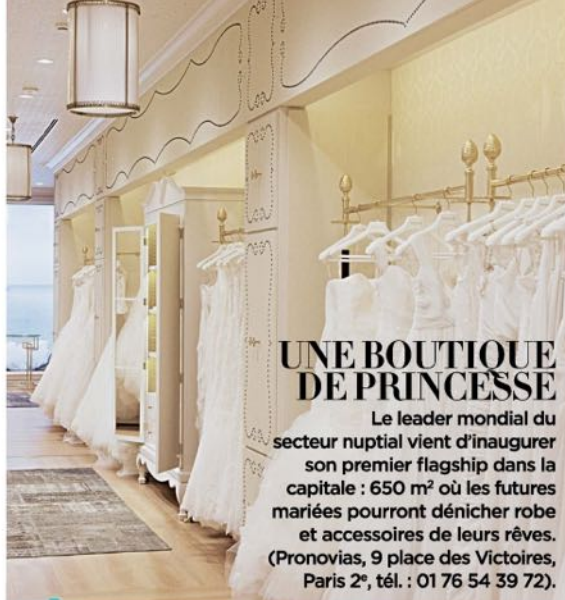 UNE BOUTIQUE
DE PRINCESSE
Le leader mondial du
secteur nuptial vient d'inaugurer
son premier flagship dans la
capitale : 650 m² où les futures
mariées pourront dénicher robe
et accessoires de leurs rêves.
(Pronovias, 9 place des Victoires,
Paris 2ᵉ, tél. : 01 76 54 39 72).